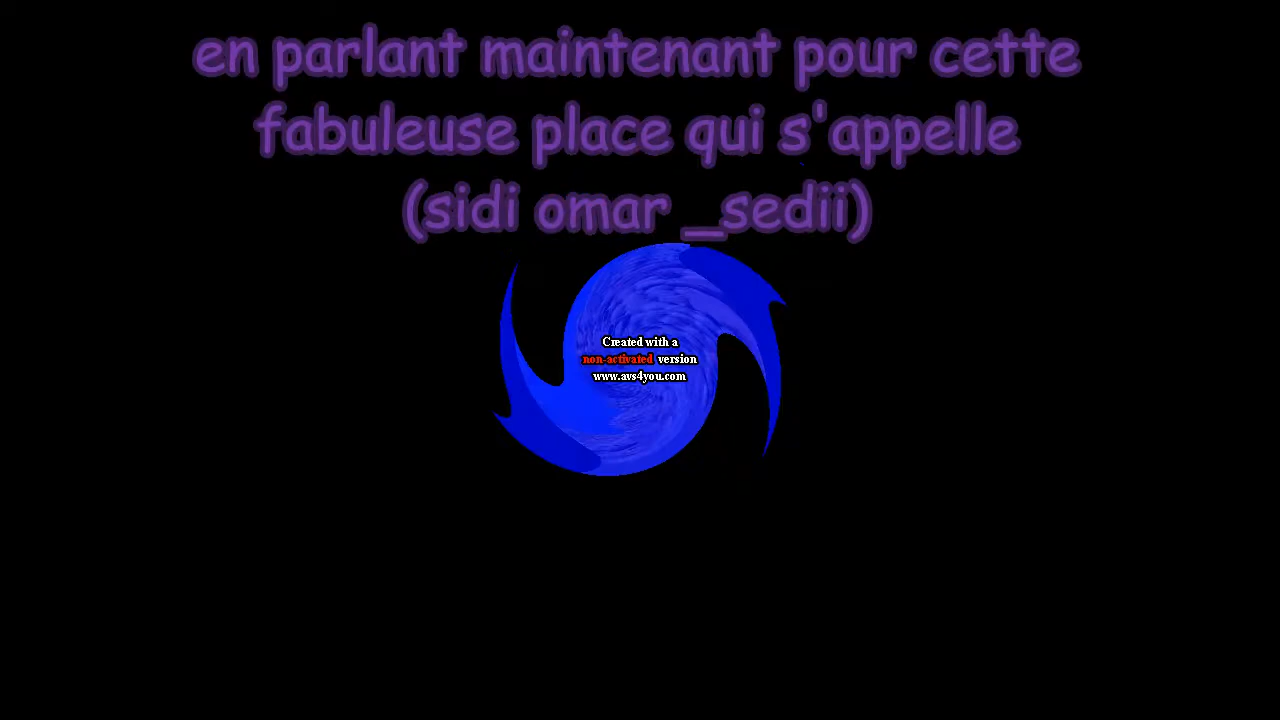 en parlant maintenant pour cette
fabuleuse place qui s'appelle
(sidi omar _sedii)
Created with a
non-activated version
www.avs4you.com